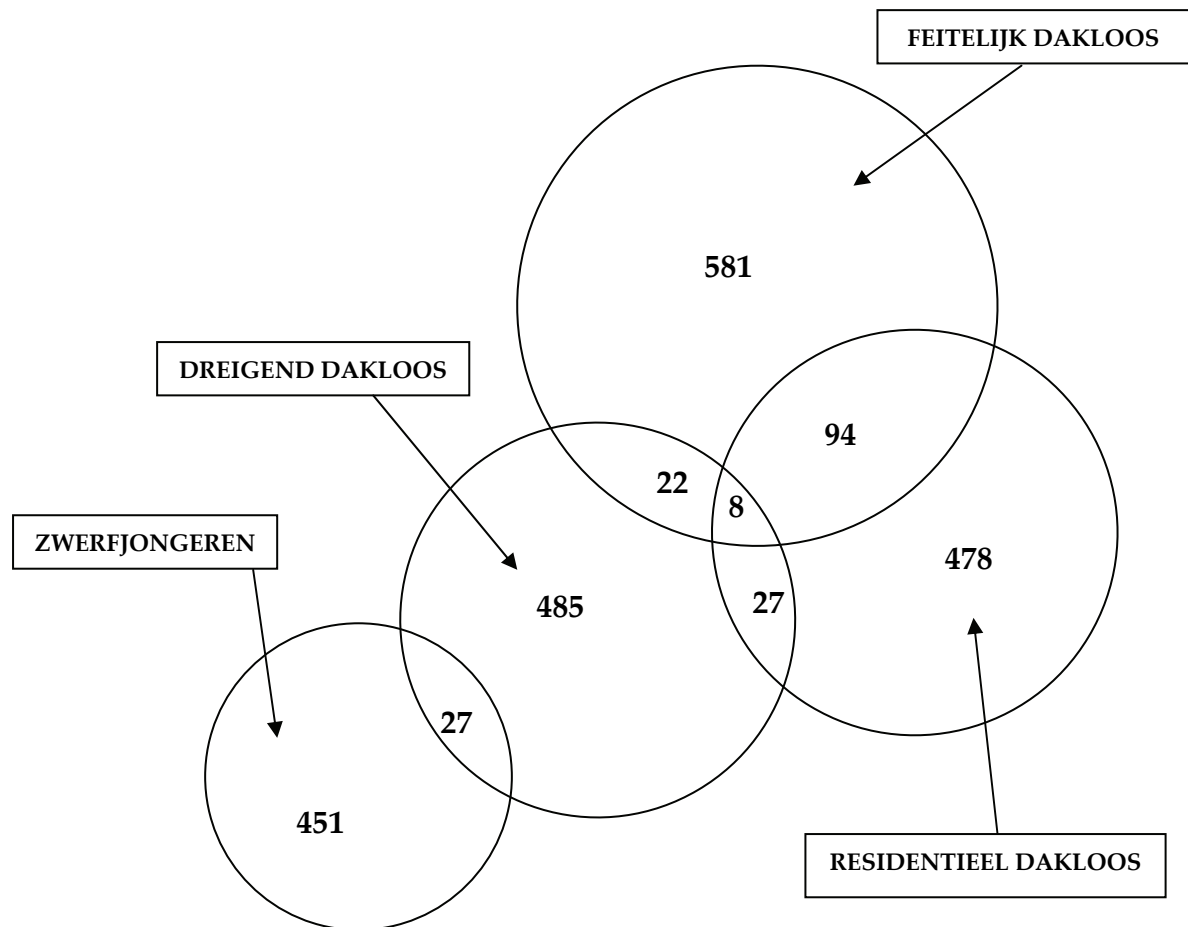 FEITELIJK DAKLOOS
581
DREIGEND DAKLOOS
94
22
8
ZWERFJONGEREN
478
485
27
27
451
RESIDENTIEEL DAKLOOS